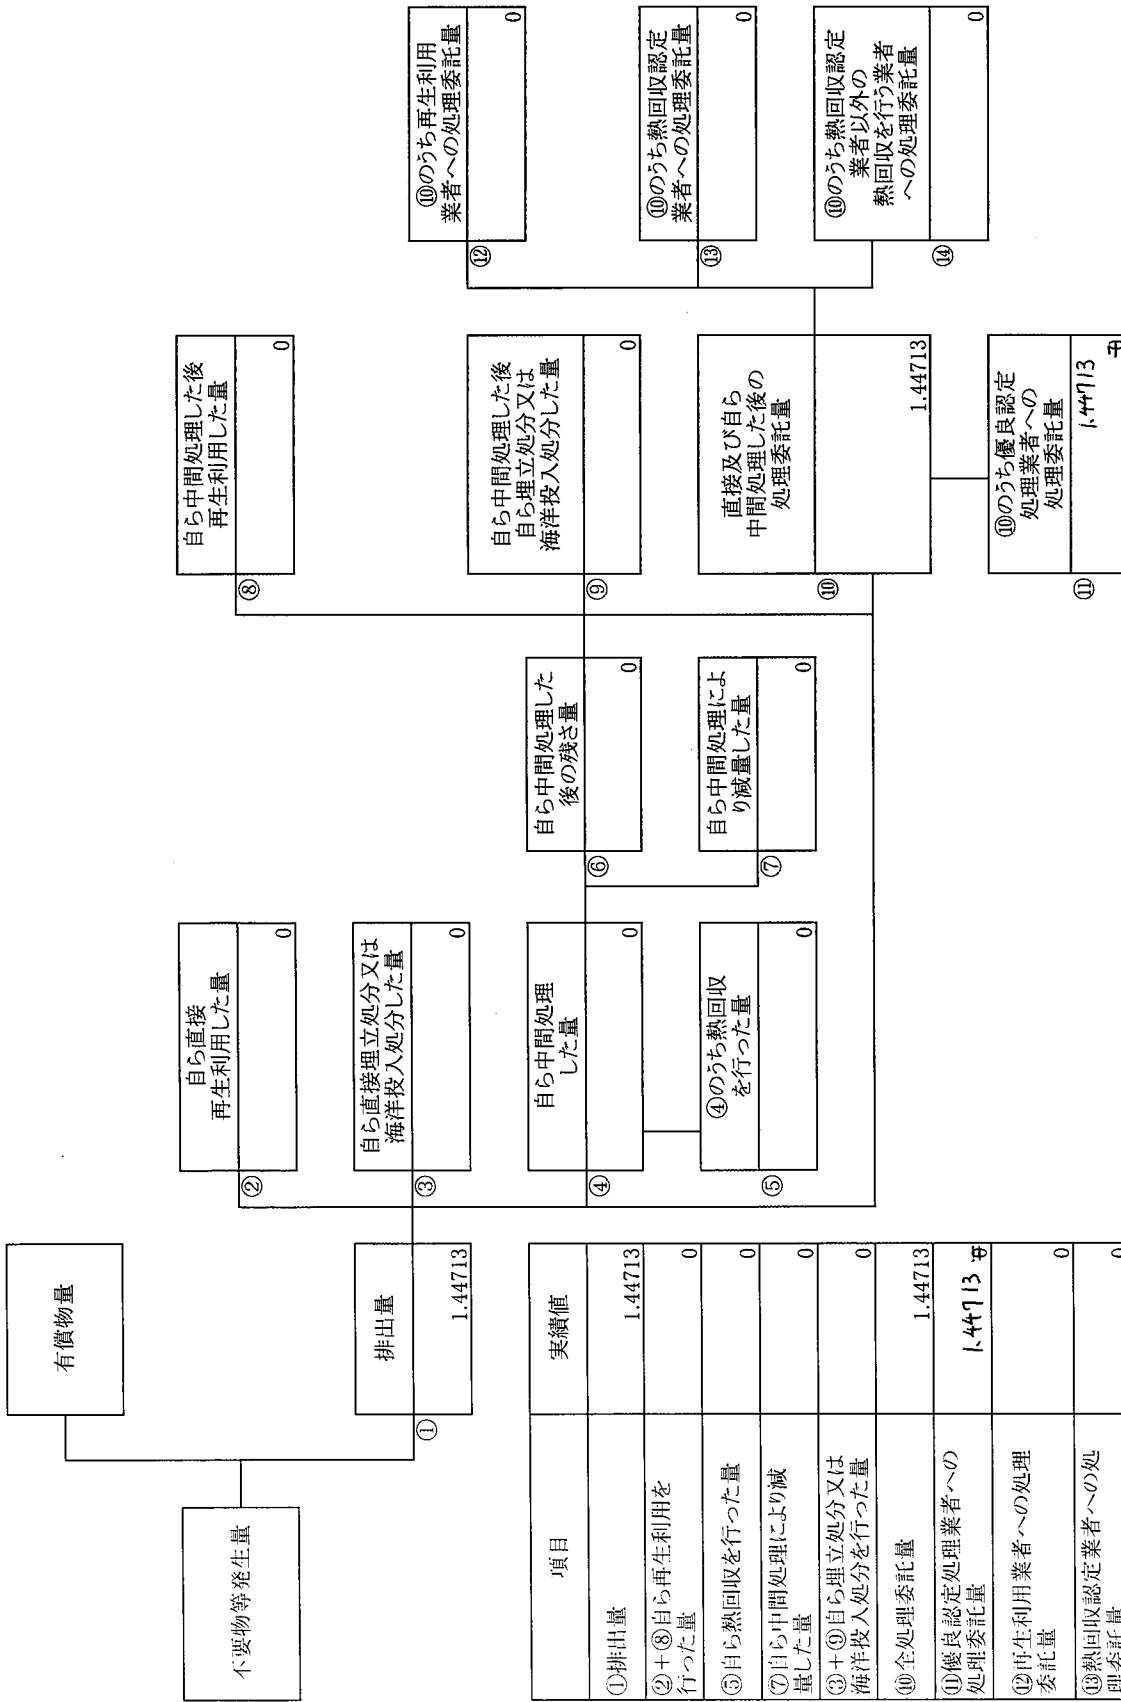 有償物量
不要物等発生量
①
排出量
1.44713
②
自ら直接
再生利用した量
0
③
自ら直接埋立処分又は
海洋投入処分した量
0
④
自ら中間処理
した量
0
⑤
④のうち熱回収
を行った量
0
⑥
自ら中間処理した
後の残さ量
0
⑦
自ら中間処理によ
り減量した量
0
⑧
自ら中間処理した後
再生利用した量
0
⑨
自ら中間処理した後
自ら埋立処分又は
海洋投入処分した量
0
⑩
直接及び自ら
中間処理した後の
処理委託量
1.44713
⑪
⑩のうち優良認定
処理業者への
処理委託量
1.44713
⑫
⑩のうち再生利用
業者への処理委託量
0
⑬
⑩のうち熱回収認定
業者への処理委託量
0
⑭
⑩のうち熱回収認定
業者以外の
熱回収を行う業者
への処理委託量
0
項目
実績値
①排出量
1.44713
②+⑧自ら再生利用を
行った量
0
⑤自ら熱回収を行った量
0
⑦自ら中間処理により減
量した量
0
③+⑨自ら埋立処分又は
海洋投入処分を行った量
0
⑩全処理委託量
1.44713
⑪優良認定処理業者への
処理委託量
1.44713
⑫再生利用業者への処理
委託量
0
⑬熱回収認定業者への処
理委託量
0